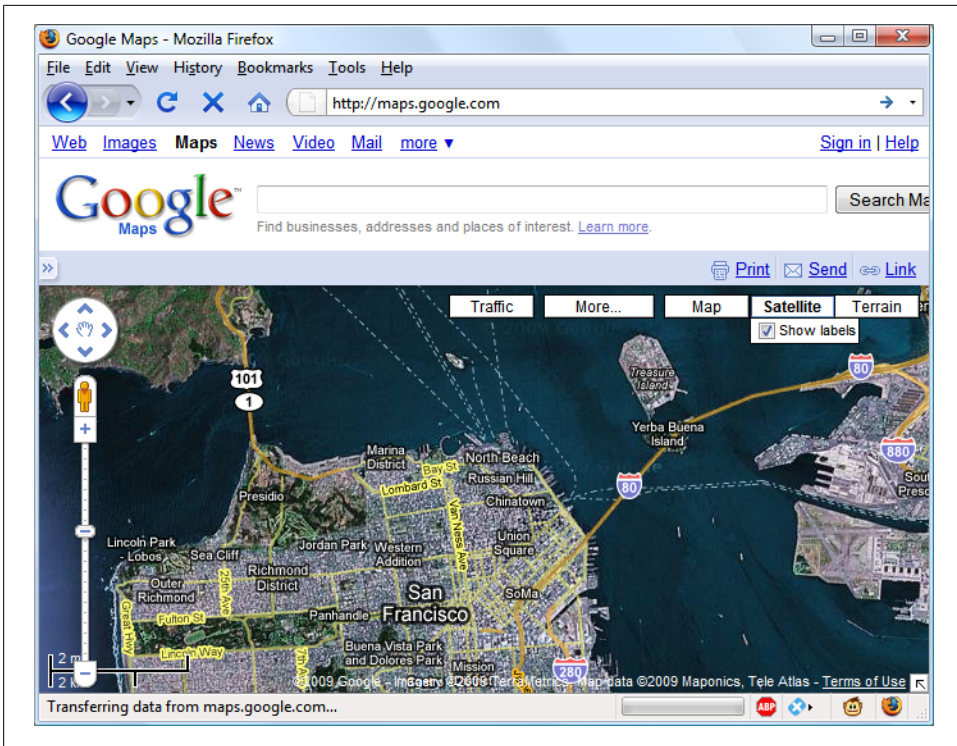 Google Maps - Mozilla Firefox
File Edit View History Bookmarks Tools Help
http://maps.google.com
Web Images Maps News Video Mail more ▼
Sign in | Help
Google™
Maps
Search Ma
Find businesses, addresses and places of interest. Learn more.
»
Print Send Link
Traffic More... Map Satellite Terrain
Show labels
Treasure
Island
80
101
1
Yerba Buena
Island
880
Marina
District
North Beach
Bay St
Russian Hill
Lombard St
80
Sou
Presc
Presidio
Chinatown
Van Ness Ave
Union
Square
Lincoln Park
- Lobos
Sea Cliff
Jordan Park
Western
Addition
Richmond
District
Outer
Richmond
25th Ave
San
Francisco
SoMa
Great Hwy
Fulton St
Panhandle
Lincoln Way
7th A
Buena Vista Park
and Dolores Park
Mission
280
2 m
2 k
©2009 Google - Imagery ©2009 TerraMetrics, Map data ©2009 Maponics, Tele Atlas - Terms of Use
Transferring data from maps.google.com...
ABP